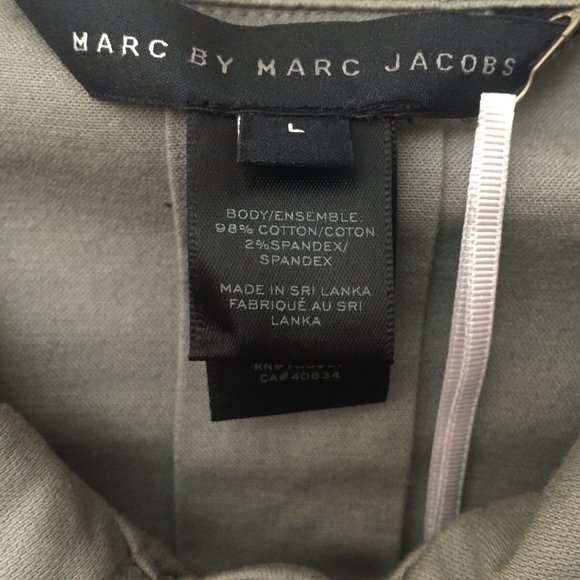 MARC BY MARC JACOBS
L
BODY/ENSEMBLE:
98% COTTON/COTON
2%SPANDEX/
SPANDEX
MADE IN SRI LANKA
FABRIQUÉ AU SRI
LANKA
CA#40634